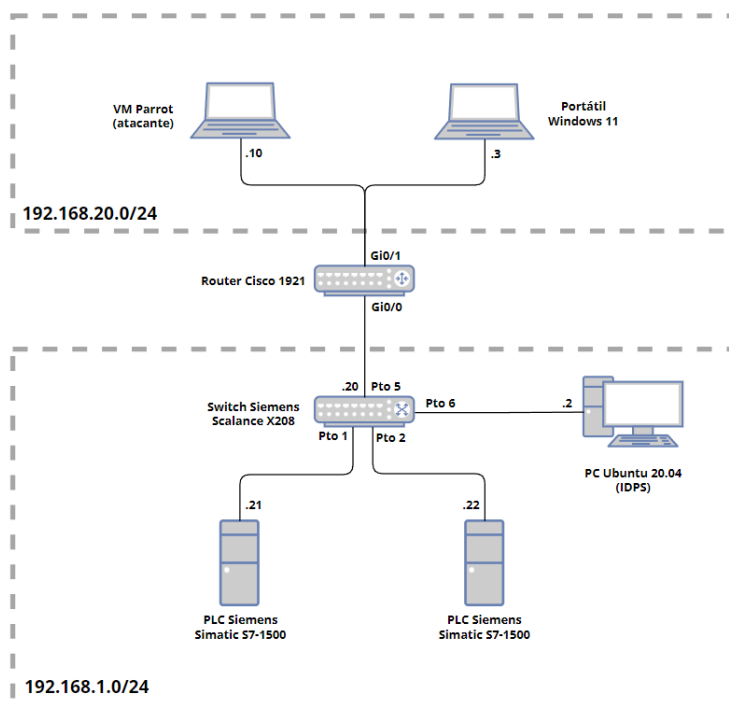 VM Parrot
(atacante)
Portátil
Windows 11
.10
.3
192.168.20.0/24
Gi0/1
Router Cisco 1921
Gi0/0
.20
Pto 5
Switch Siemens
Scalance X208
Pto 6
.2
Pto 1
Pto 2
PC Ubuntu 20.04
(IDPS)
.21
.22
PLC Siemens
Simatic S7-1500
PLC Siemens
Simatic S7-1500
192.168.1.0/24